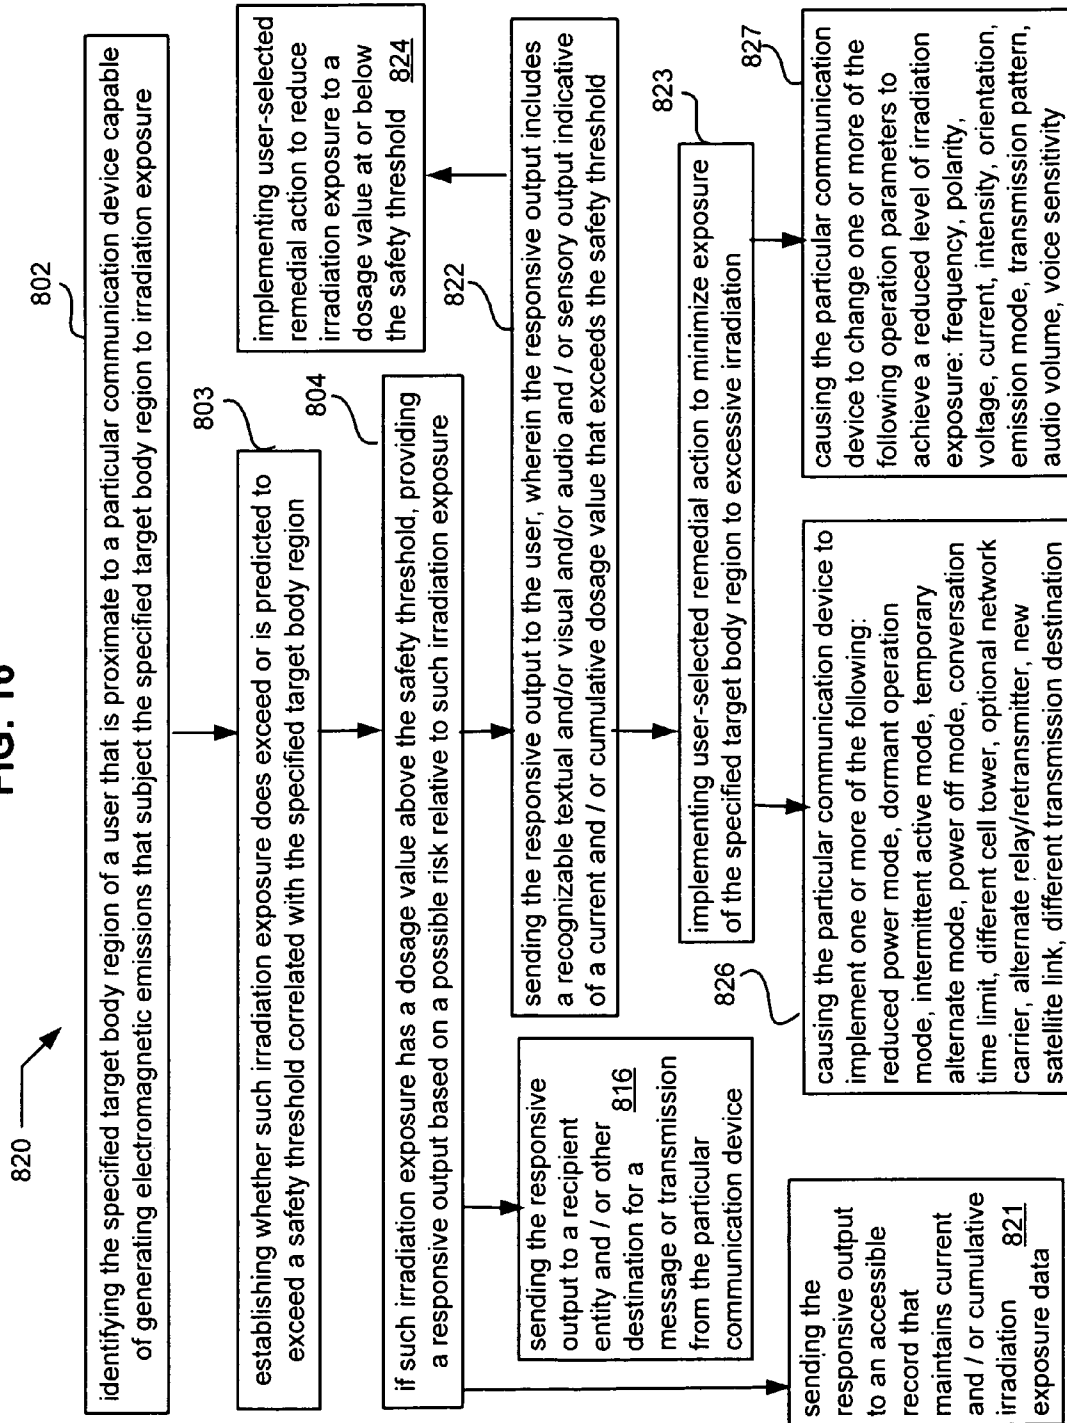 FIG. 16
820
802
identifying the specified target body region of a user that is proximate to a particular communication device capable
of generating electromagnetic emissions that subject the specified target body region to irradiation exposure
803
establishing whether such irradiation exposure does exceed or is predicted to
exceed a safety threshold correlated with the specified target body region
804
if such irradiation exposure has a dosage value above the safety threshold, providing
a responsive output based on a possible risk relative to such irradiation exposure
implementing user-selected
remedial action to reduce
irradiation exposure to a
dosage value at or below
the safety threshold 824
822
sending the responsive output to the user, wherein the responsive output includes
a recognizable textual and/or visual and/or audio and / or sensory output indicative
of a current and / or cumulative dosage value that exceeds the safety threshold
sending the responsive
output to a recipient
entity and / or other
destination for a 816
message or transmission
from the particular
communication device
823
implementing user-selected remedial action to minimize exposure
of the specified target body region to excessive irradiation
sending the
responsive output
to an accessible
record that
maintains current
and / or cumulative
irradiation 821
exposure data
826
causing the particular communication device to
implement one or more of the following:
reduced power mode, dormant operation
mode, intermittent active mode, temporary
alternate mode, power off mode, conversation
time limit, different cell tower, optional network
carrier, alternate relay/retransmitter, new
satellite link, different transmission destination
827
causing the particular communication
device to change one or more of the
following operation parameters to
achieve a reduced level of irradiation
exposure: frequency, polarity,
voltage, current, intensity, orientation,
emission mode, transmission pattern,
audio volume, voice sensitivity